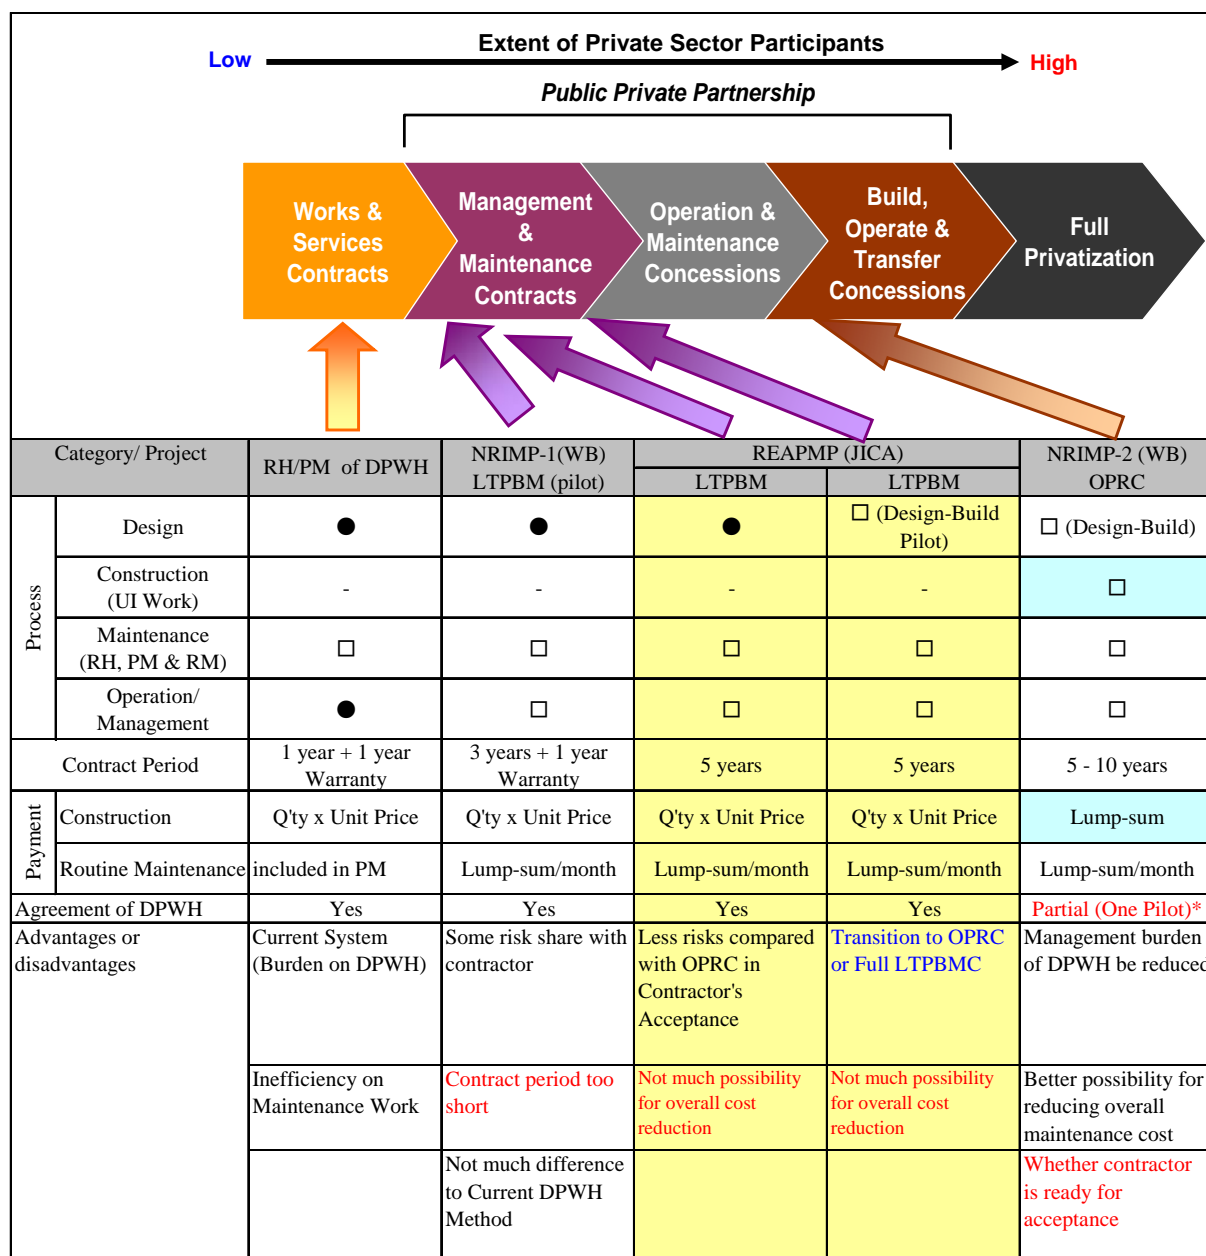 Extent of Private Sector Participants
Low
High
Public Private Partnership
Works &
Services
Contracts
Management
&
Maintenance
Contracts
Operation &
Maintenance
Concessions
Build,
Operate &
Transfer
Concessions
Full
Privatization
Category/ Project
RH/PM of DPWH
NRIMP-1(WB)
LTPBM (pilot)
REAPMP (JICA)
LTPBM
LTPBM
NRIMP-2 (WB)
OPRC
Process
Design
●
●
●
□ (Design-Build
Pilot)
□ (Design-Build)
Construction
(UI Work)
-
-
-
-
□
Maintenance
(RH, PM & RM)
□
□
□
□
□
Operation/
Management
●
□
□
□
□
Contract Period
1 year + 1 year
Warranty
3 years + 1 year
Warranty
5 years
5 years
5 - 10 years
Payment
Construction
Q'ty x Unit Price
Q'ty x Unit Price
Q'ty x Unit Price
Q'ty x Unit Price
Lump-sum
Routine Maintenance
included in PM
Lump-sum/month
Lump-sum/month
Lump-sum/month
Lump-sum/month
Agreement of DPWH
Yes
Yes
Yes
Yes
Partial (One Pilot)*
Advantages or
disadvantages
Current System
(Burden on DPWH)
Some risk share with
contractor
Less risks compared
with OPRC in
Contractor's
Acceptance
Transition to OPRC
or Full LTPBMC
Management burden
of DPWH be reduced
Inefficiency on
Maintenance Work
Contract period too
short
Not much possibility
for overall cost
reduction
Not much possibility
for overall cost
reduction
Better possibility for
reducing overall
maintenance cost
Not much difference
to Current DPWH
Method
Whether contractor
is ready for
acceptance